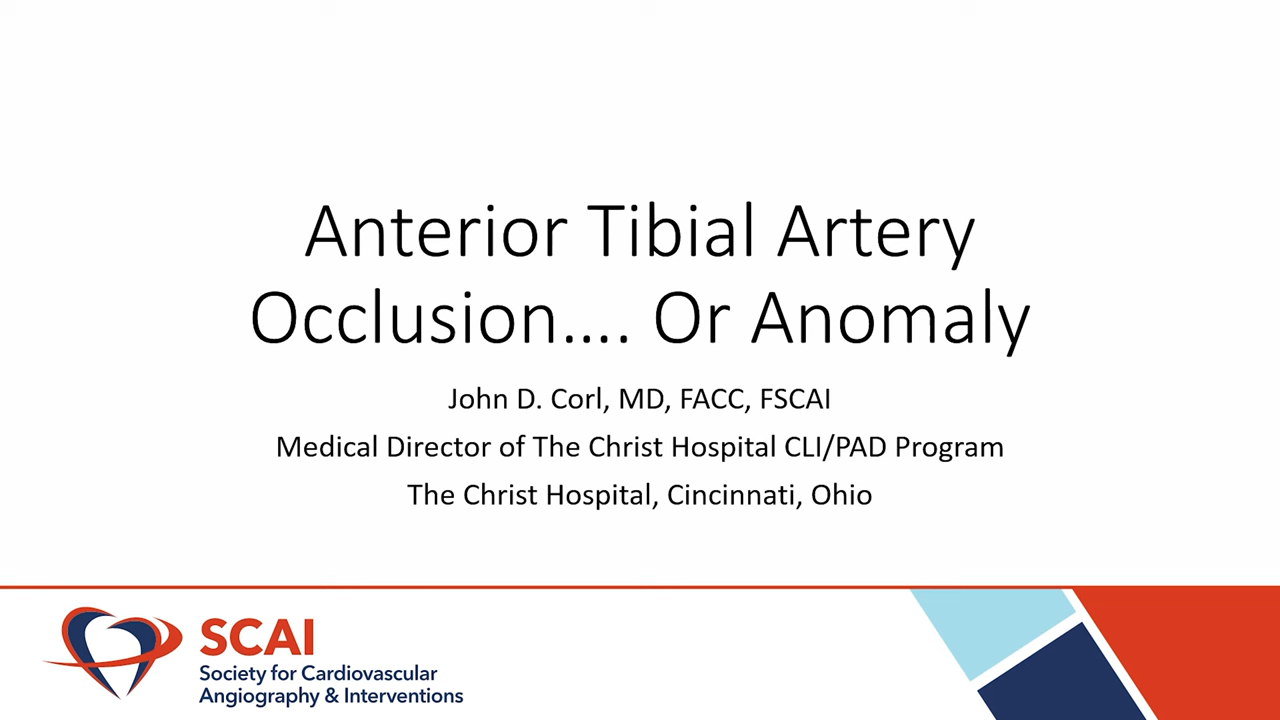 Anterior Tibial Artery
Occlusion.... Or Anomaly
John D. Corl, MD, FACC, FSCAI
Medical Director of The Christ Hospital CLI/PAD Program
The Christ Hospital, Cincinnati, Ohio
SCAI
Society for Cardiovascular
Angiography & Interventions